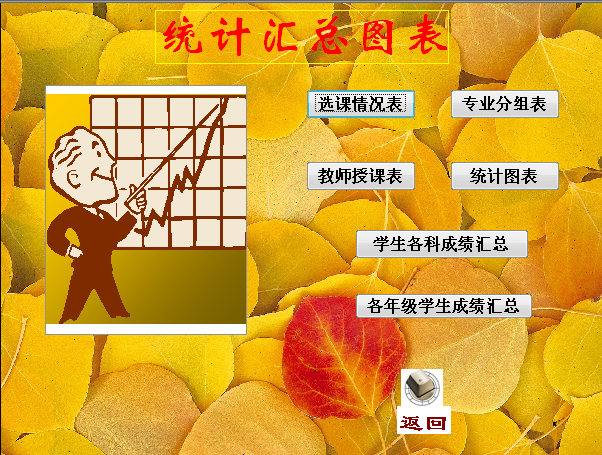 统计汇总图表
选课情况表
专业分组表
教师授课表
统计图表
学生各科成绩汇总
各年级学生成绩汇总
返回